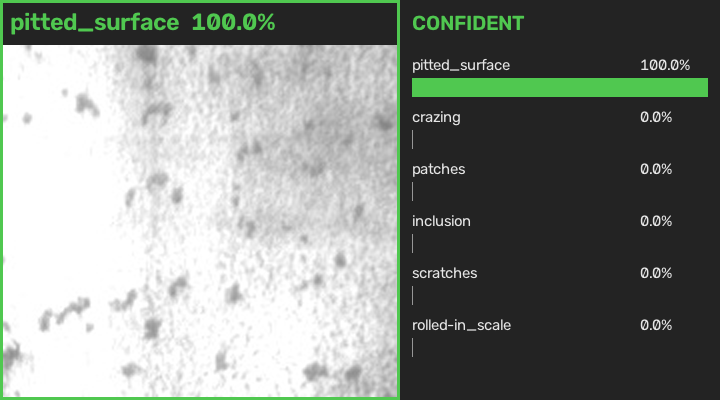 pitted_surface 100.0%
CONFIDENT
pitted_surface 100.0%
crazing 0.0%
patches 0.0%
inclusion 0.0%
scratches 0.0%
rolled-in_scale 0.0%